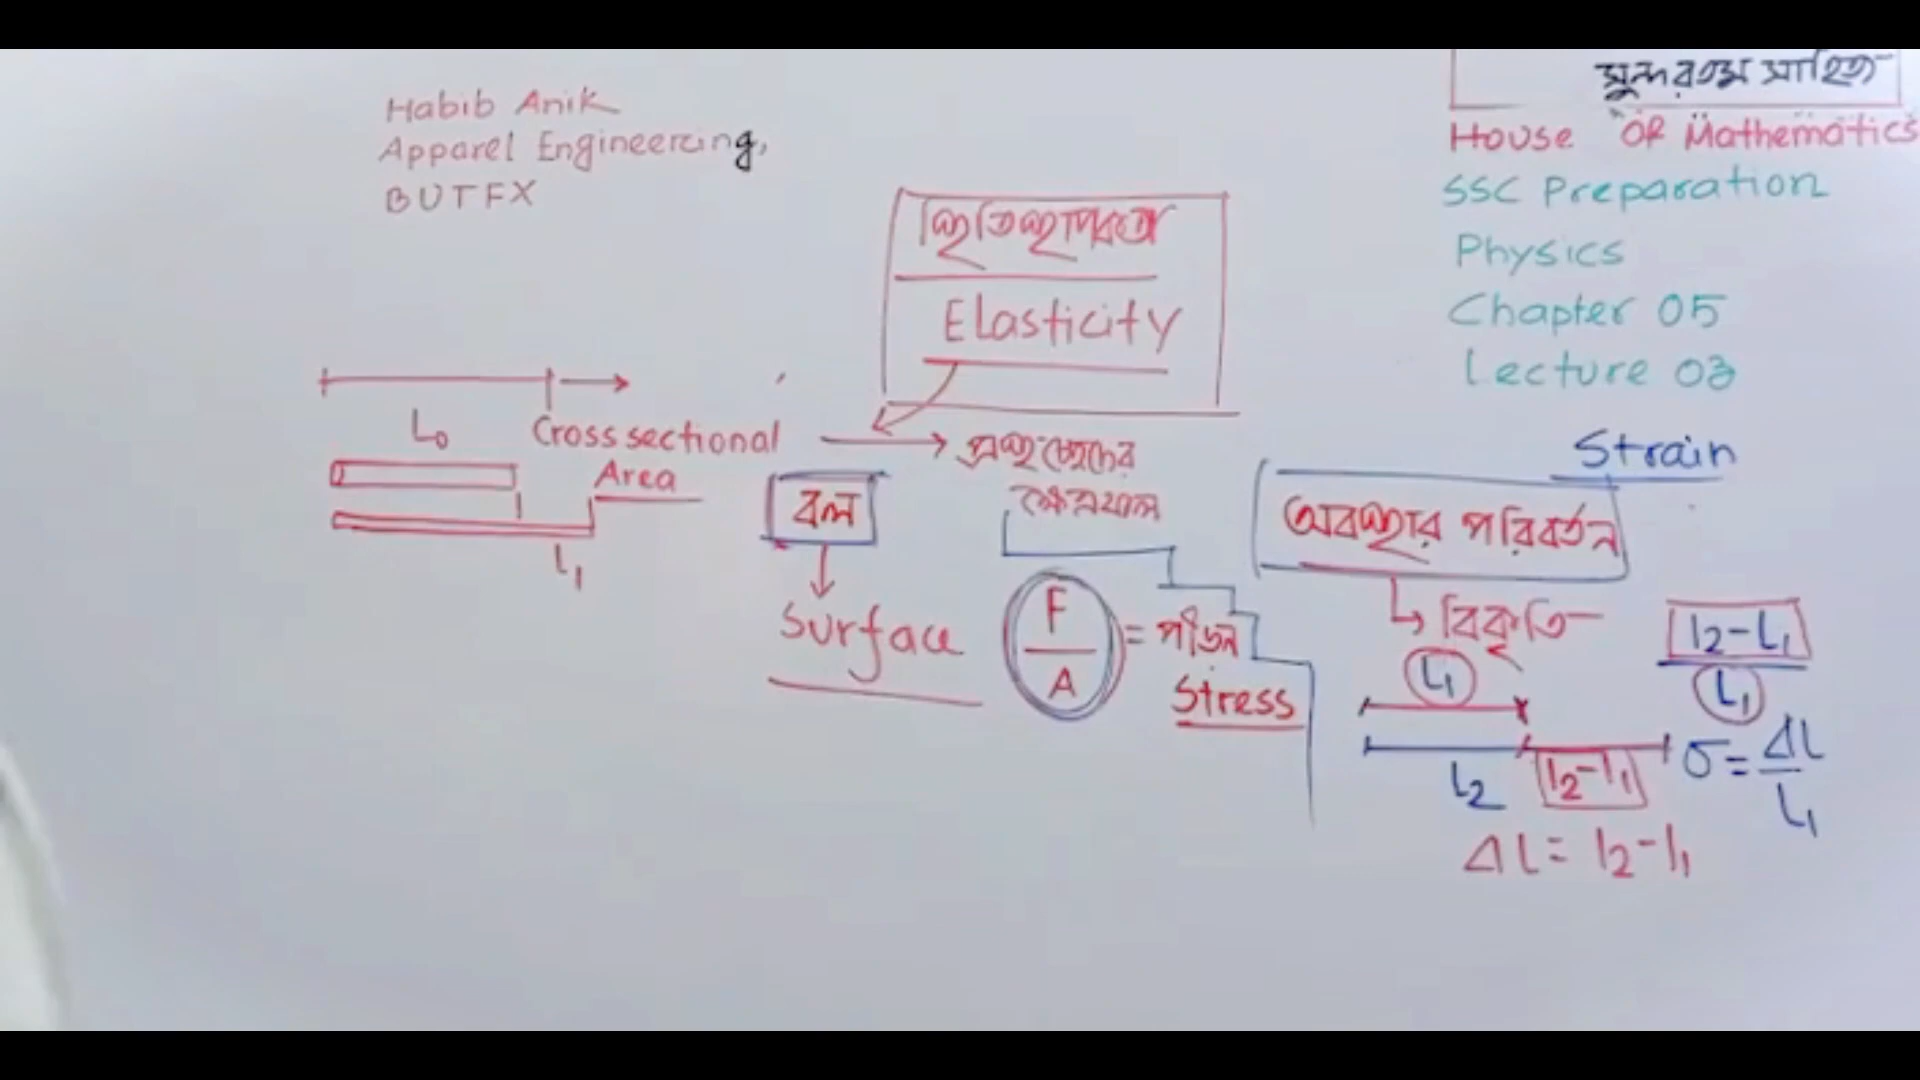 Habib Anik
Apparel Engineering,
BUTEX
সুন্দরতম সাহিত্য
House Of Mathematics
SSC Preparation
Physics
Chapter 05
Lecture 03
স্থিতিস্থাপকতা
Elasticity
L₀
Cross sectional
Area
L₁
বল
Surface
প্রস্থচ্ছেদের
ক্ষেত্রফল
F/A = পীড়ন
Stress
Strain
অবস্থার পরিবর্তন
বিকৃতি
L₁
L₂
l₂-l₁
Δl = l₂-l₁
l₂-L₁/L₁
σ = Δl/L₁